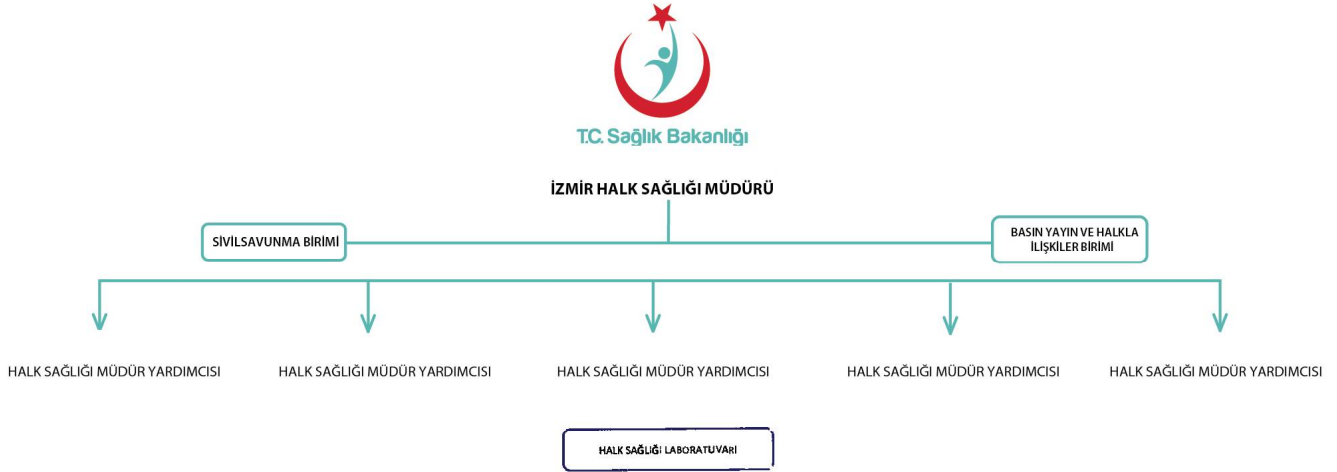 T.C. Sağlık Bakanlığı
İZMİR HALK SAĞLIĞI MÜDÜRÜ
SİVİLSAVUNMA BİRİMİ
BASIN YAYIN VE HALKLA
İLİŞKİLER BİRİMİ
HALK SAĞLIĞI MÜDÜR YARDIMCISI
HALK SAĞLIĞI MÜDÜR YARDIMCISI
HALK SAĞLIĞI MÜDÜR YARDIMCISI
HALK SAĞLIĞI MÜDÜR YARDIMCISI
HALK SAĞLIĞI MÜDÜR YARDIMCISI
HALK SAĞLIĞI LABORATUVARI